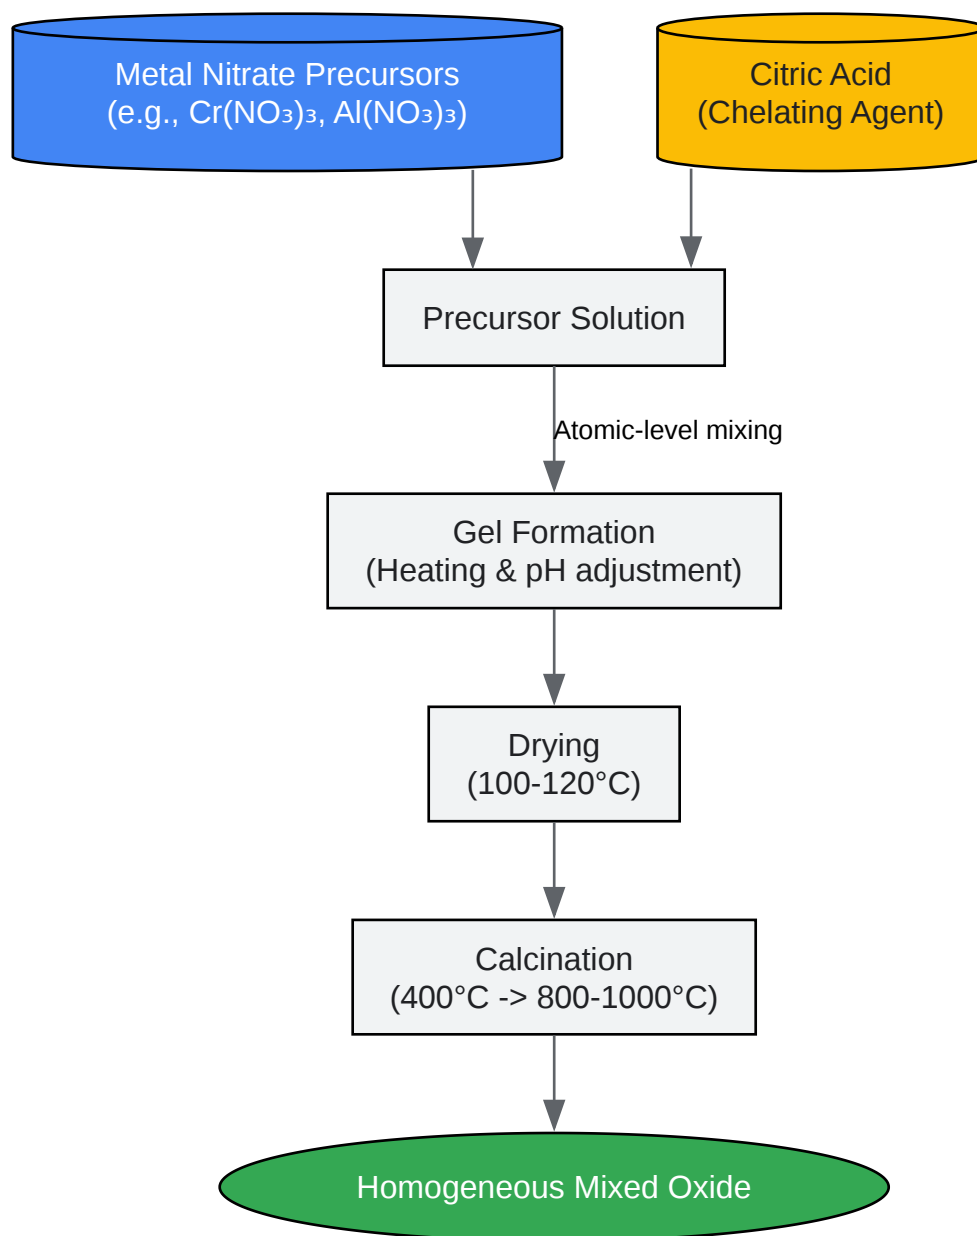 Metal Nitrate Precursors
(e.g., Cr(NO₃)₃, Al(NO₃)₃)
Citric Acid
(Chelating Agent)
Precursor Solution
Atomic-level mixing
Gel Formation
(Heating & pH adjustment)
Drying
(100-120°C)
Calcination
(400°C -> 800-1000°C)
Homogeneous Mixed Oxide